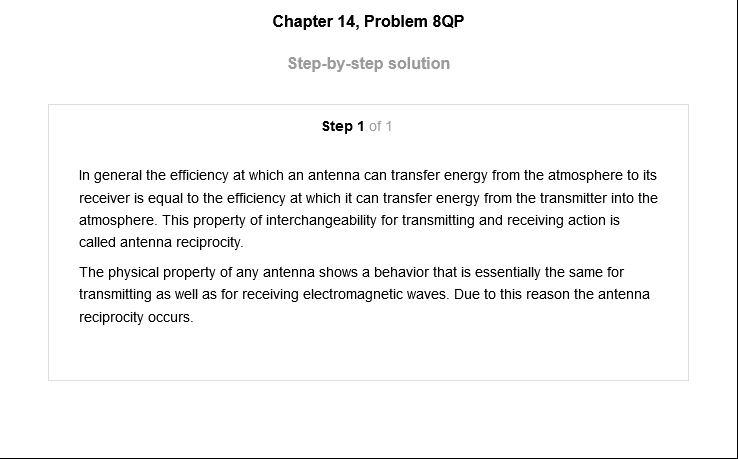 Chapter 14, Problem 8QP
Step-by-step solution
Step 1 of 1
In general the efficiency at which an antenna can transfer energy from the atmosphere to its
receiver is equal to the efficiency at which it can transfer energy from the transmitter into the
atmosphere. This property of interchangeability for transmitting and receiving action is
called antenna reciprocity.
The physical property of any antenna shows a behavior that is essentially the same for
transmitting as well as for receiving electromagnetic waves. Due to this reason the antenna
reciprocity occurs.